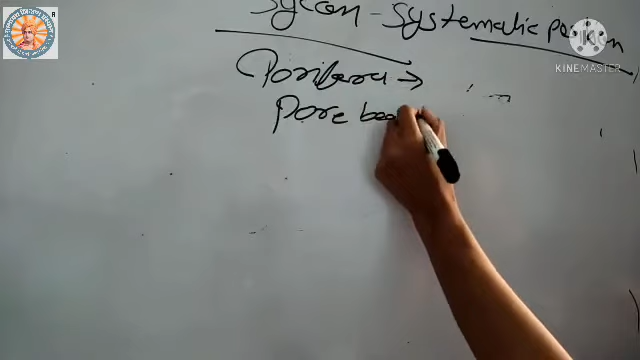 Sycon - Systematic position
Porifera →
Pore bea
KINEMASTER